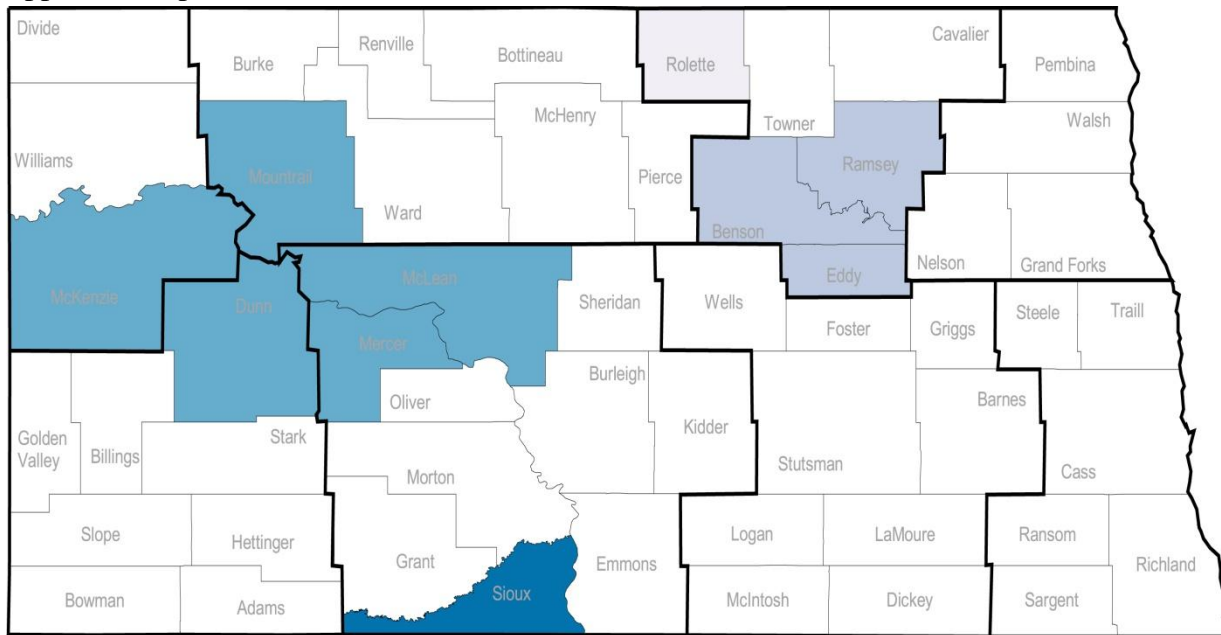 Divide
Burke
Renville
Bottineau
Rolette
Cavalier
Pembina
Williams
Mountrail
Ward
McHenry
Pierce
Towner
Ramsey
Walsh
Benson
Nelson
Grand Forks
McKenzie
Dunn
McLean
Mercer
Sheridan
Wells
Eddy
Foster
Griggs
Steele
Traill
Golden
Valley
Billings
Stark
Oliver
Burleigh
Kidder
Stutsman
Barnes
Cass
Morton
Slope
Hettinger
Grant
Sioux
Emmons
Logan
LaMoure
Ransom
Richland
Bowman
Adams
McIntosh
Dickey
Sargent